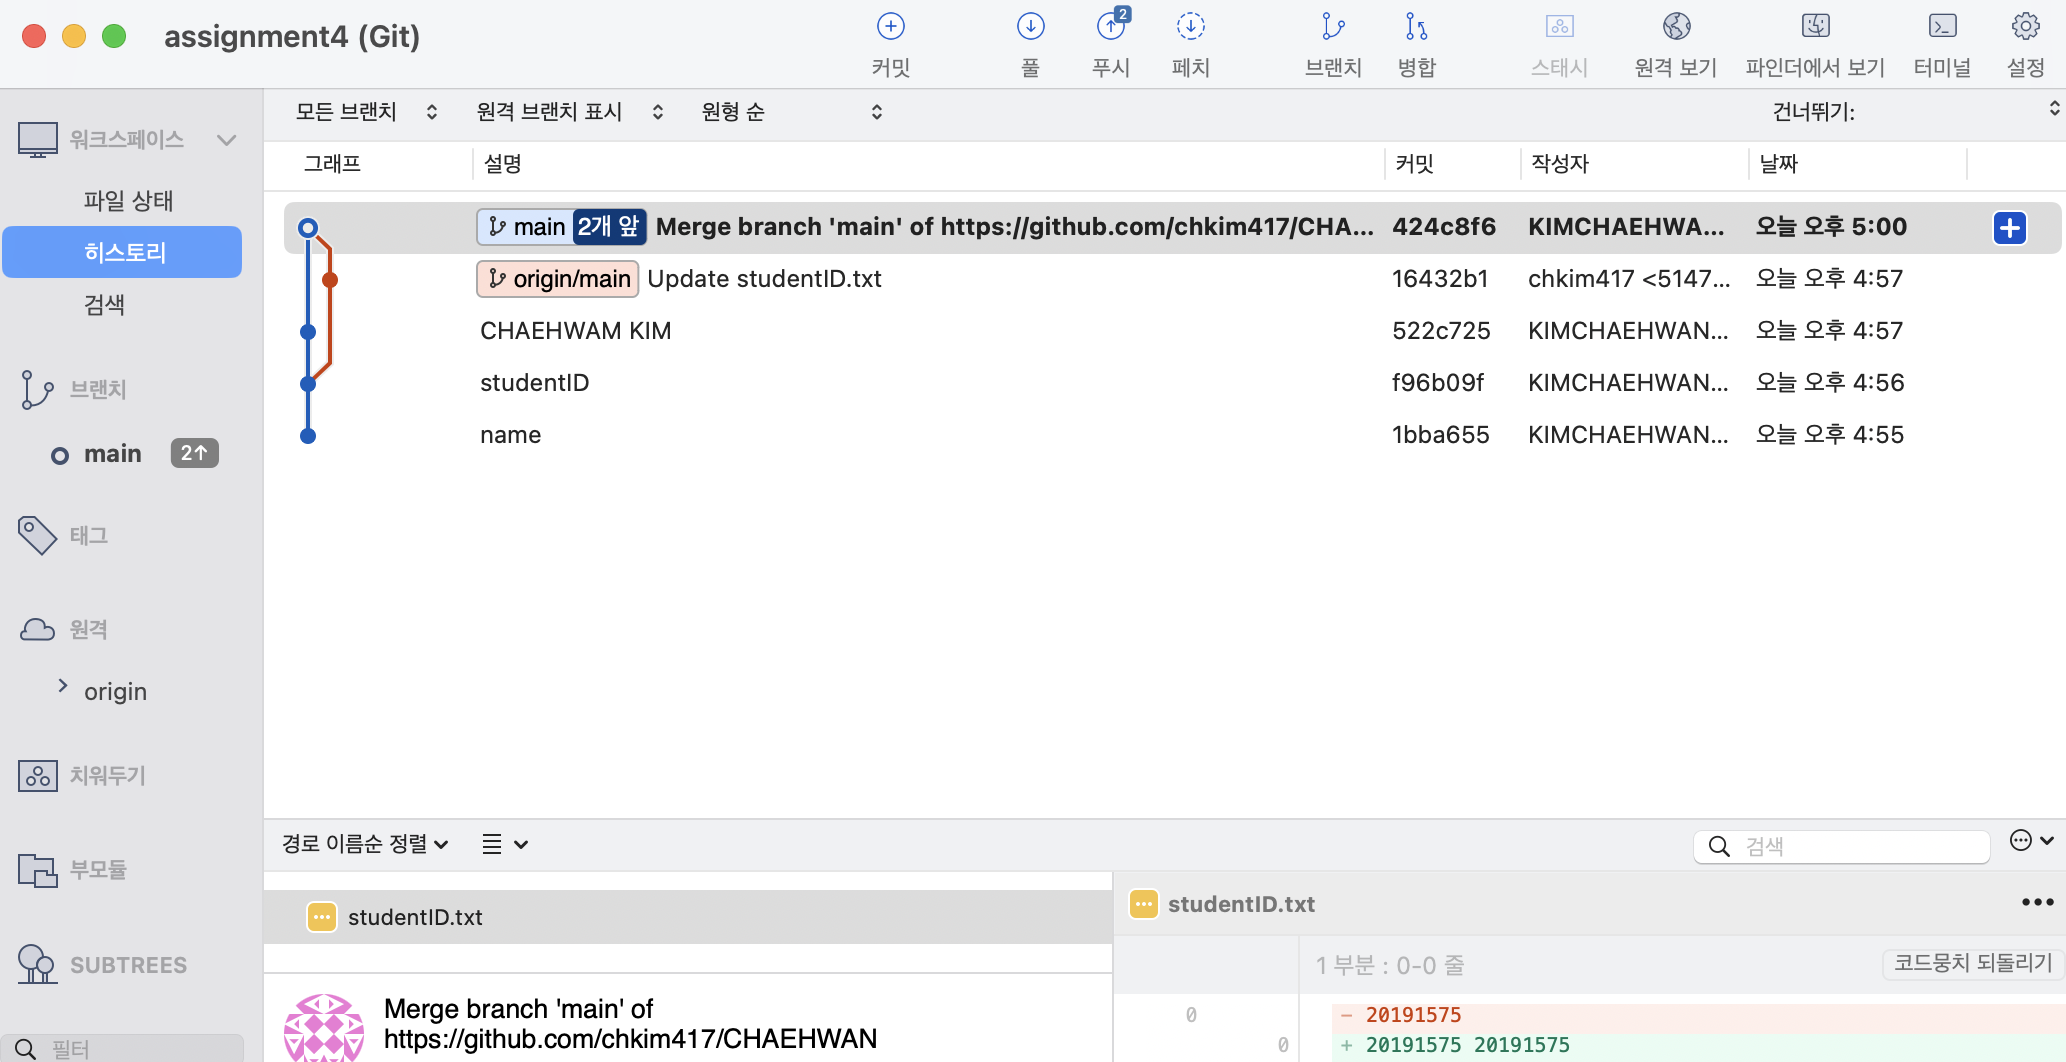 assignment4 (Git)
커밋
풀
2
푸시
페치
브랜치
병합
스태시
원격 보기
파인더에서 보기
터미널
설정
워크스페이스
파일 상태
히스토리
검색
브랜치
main 2↑
태그
원격
origin
치워두기
부모듈
SUBTREES
필터
모든 브랜치 원격 브랜치 표시 원형 순 건너뛰기:
그래프 설명 커밋 작성자 날짜
main 2개 앞 Merge branch 'main' of https://github.com/chkim417/CHA... 424c8f6 KIMCHAEHWA... 오늘 오후 5:00
origin/main Update studentID.txt 16432b1 chkim417 <5147... 오늘 오후 4:57
CHAEHWAM KIM 522c725 KIMCHAEHWAN... 오늘 오후 4:57
studentID f96b09f KIMCHAEHWAN... 오늘 오후 4:56
name 1bba655 KIMCHAEHWAN... 오늘 오후 4:55
경로 이름순 정렬 검색
studentID.txt
Merge branch 'main' of
https://github.com/chkim417/CHAEHWAN
studentID.txt
1 부분 : 0-0 줄 코드뭉치 되돌리기
0 - 20191575
0 + 20191575 20191575